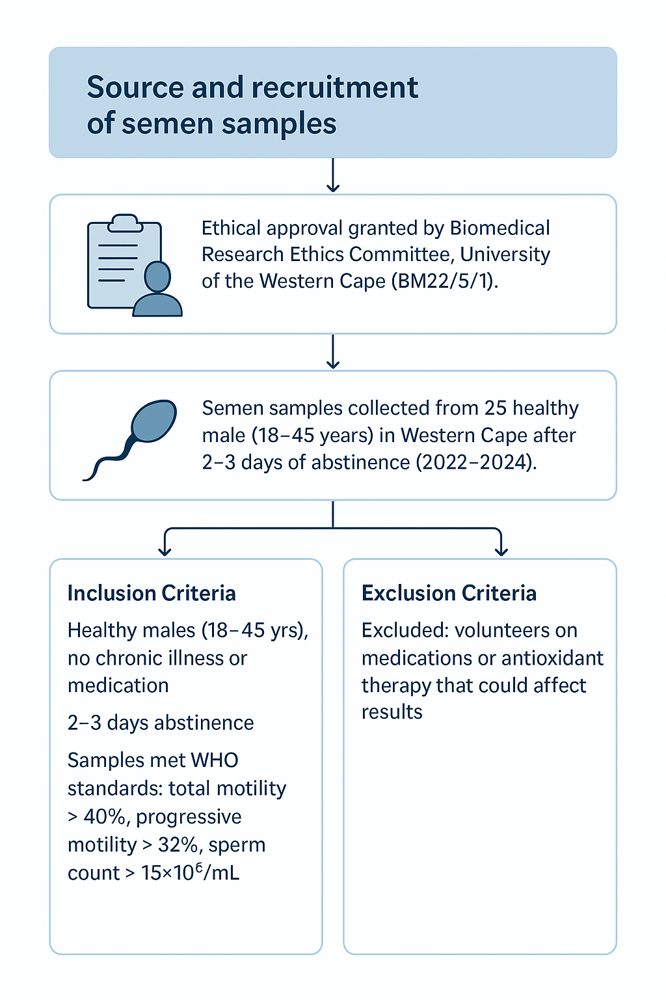 Source and recruitment
of semen samples
Ethical approval granted by Biomedical
Research Ethics Committee, University
of the Western Cape (BM22/5/1).
Semen samples collected from 25 healthy
male (18–45 years) in Western Cape after
2–3 days of abstinence (2022–2024).
Inclusion Criteria
Healthy males (18–45 yrs),
no chronic illness or
medication
2–3 days abstinence
Samples met WHO
standards: total motility
> 40%, progressive
motility > 32%, sperm
count > 15×10⁶/mL
Exclusion Criteria
Excluded: volunteers on
medications or antioxidant
therapy that could affect
results